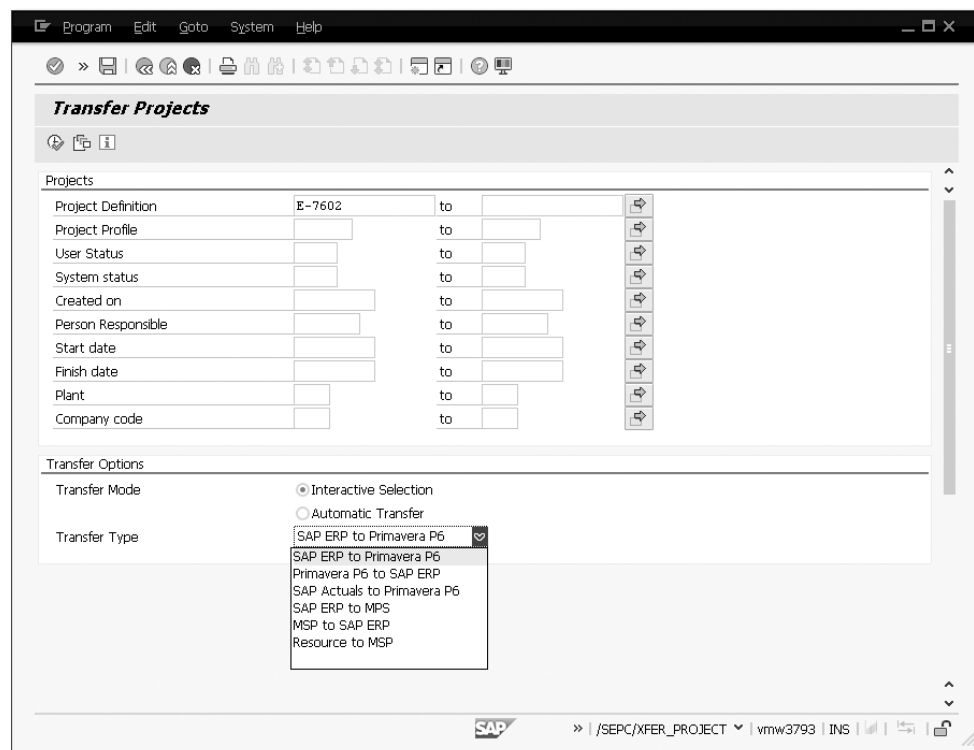 Program Edit Goto System Help
Transfer Projects
Projects
Project Definition E-7602 to
Project Profile to
User Status to
System status to
Created on to
Person Responsible to
Start date to
Finish date to
Plant to
Company code to
Transfer Options
Transfer Mode Interactive Selection
Automatic Transfer
Transfer Type SAP ERP to Primavera P6
SAP ERP to Primavera P6
Primavera P6 to SAP ERP
SAP Actuals to Primavera P6
SAP ERP to MPS
MSP to SAP ERP
Resource to MSP
SAP » | /SEPC/XFER_PROJECT | vmw3793 | INS